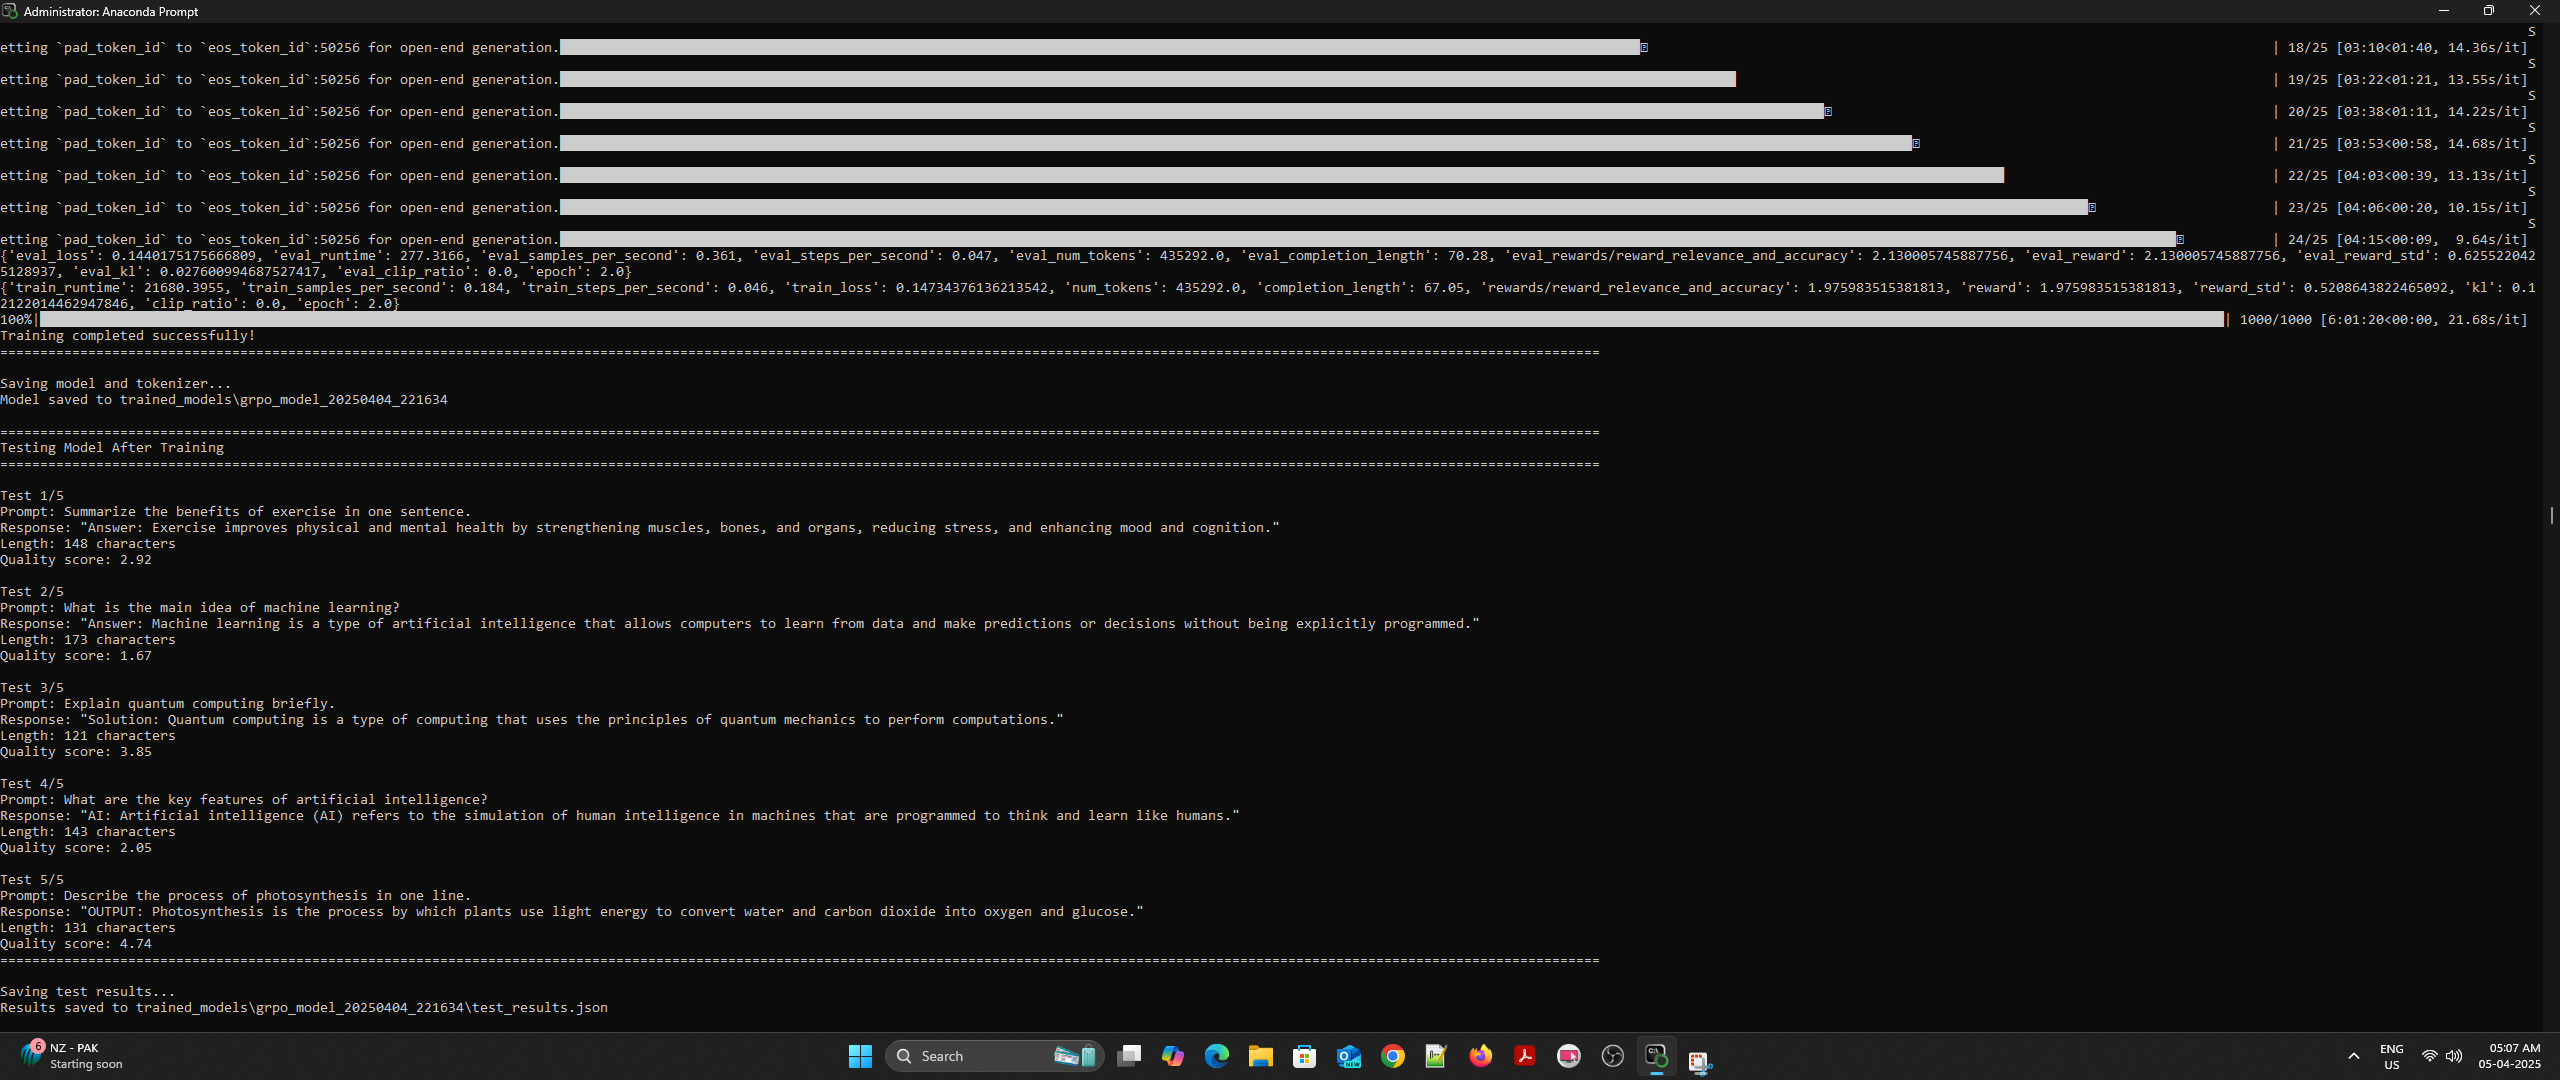 Administrator: Anaconda Prompt
S
etting `pad_token_id` to `eos_token_id`:50256 for open-end generation. | 18/25 [03:10<01:40, 14.36s/it]
S
etting `pad_token_id` to `eos_token_id`:50256 for open-end generation. | 19/25 [03:22<01:21, 13.55s/it]
S
etting `pad_token_id` to `eos_token_id`:50256 for open-end generation. | 20/25 [03:38<01:11, 14.22s/it]
S
etting `pad_token_id` to `eos_token_id`:50256 for open-end generation. | 21/25 [03:53<00:58, 14.68s/it]
S
etting `pad_token_id` to `eos_token_id`:50256 for open-end generation. | 22/25 [04:03<00:39, 13.13s/it]
S
etting `pad_token_id` to `eos_token_id`:50256 for open-end generation. | 23/25 [04:06<00:20, 10.15s/it]
S
etting `pad_token_id` to `eos_token_id`:50256 for open-end generation. | 24/25 [04:15<00:09,  9.64s/it]
{'eval_loss': 0.1440175175666809, 'eval_runtime': 277.3166, 'eval_samples_per_second': 0.361, 'eval_steps_per_second': 0.047, 'eval_num_tokens': 435292.0, 'eval_completion_length': 70.28, 'eval_rewards/reward_relevance_and_accuracy': 2.130005745887756, 'eval_reward': 2.130005745887756, 'eval_reward_std': 0.625522042
5128937, 'eval_kl': 0.027600994687527417, 'eval_clip_ratio': 0.0, 'epoch': 2.0}
{'train_runtime': 21680.3955, 'train_samples_per_second': 0.184, 'train_steps_per_second': 0.046, 'train_loss': 0.14734376136213542, 'num_tokens': 435292.0, 'completion_length': 67.05, 'rewards/reward_relevance_and_accuracy': 1.975983515381813, 'reward': 1.975983515381813, 'reward_std': 0.5208643822465092, 'kl': 0.1
2122014462947846, 'clip_ratio': 0.0, 'epoch': 2.0}
100%| | 1000/1000 [6:01:20<00:00, 21.68s/it]
Training completed successfully!
========================================================================================================================================================================================================
Saving model and tokenizer...
Model saved to trained_models\grpo_model_20250404_221634
========================================================================================================================================================================================================
Testing Model After Training
========================================================================================================================================================================================================
Test 1/5
Prompt: Summarize the benefits of exercise in one sentence.
Response: "Answer: Exercise improves physical and mental health by strengthening muscles, bones, and organs, reducing stress, and enhancing mood and cognition."
Length: 148 characters
Quality score: 2.92
Test 2/5
Prompt: What is the main idea of machine learning?
Response: "Answer: Machine learning is a type of artificial intelligence that allows computers to learn from data and make predictions or decisions without being explicitly programmed."
Length: 173 characters
Quality score: 1.67
Test 3/5
Prompt: Explain quantum computing briefly.
Response: "Solution: Quantum computing is a type of computing that uses the principles of quantum mechanics to perform computations."
Length: 121 characters
Quality score: 3.85
Test 4/5
Prompt: What are the key features of artificial intelligence?
Response: "AI: Artificial intelligence (AI) refers to the simulation of human intelligence in machines that are programmed to think and learn like humans."
Length: 143 characters
Quality score: 2.05
Test 5/5
Prompt: Describe the process of photosynthesis in one line.
Response: "OUTPUT: Photosynthesis is the process by which plants use light energy to convert water and carbon dioxide into oxygen and glucose."
Length: 131 characters
Quality score: 4.74
========================================================================================================================================================================================================
Saving test results...
Results saved to trained_models\grpo_model_20250404_221634\test_results.json
6
NZ - PAK
Starting soon
Search
NEW
ENG
US
05:07 AM
05-04-2025